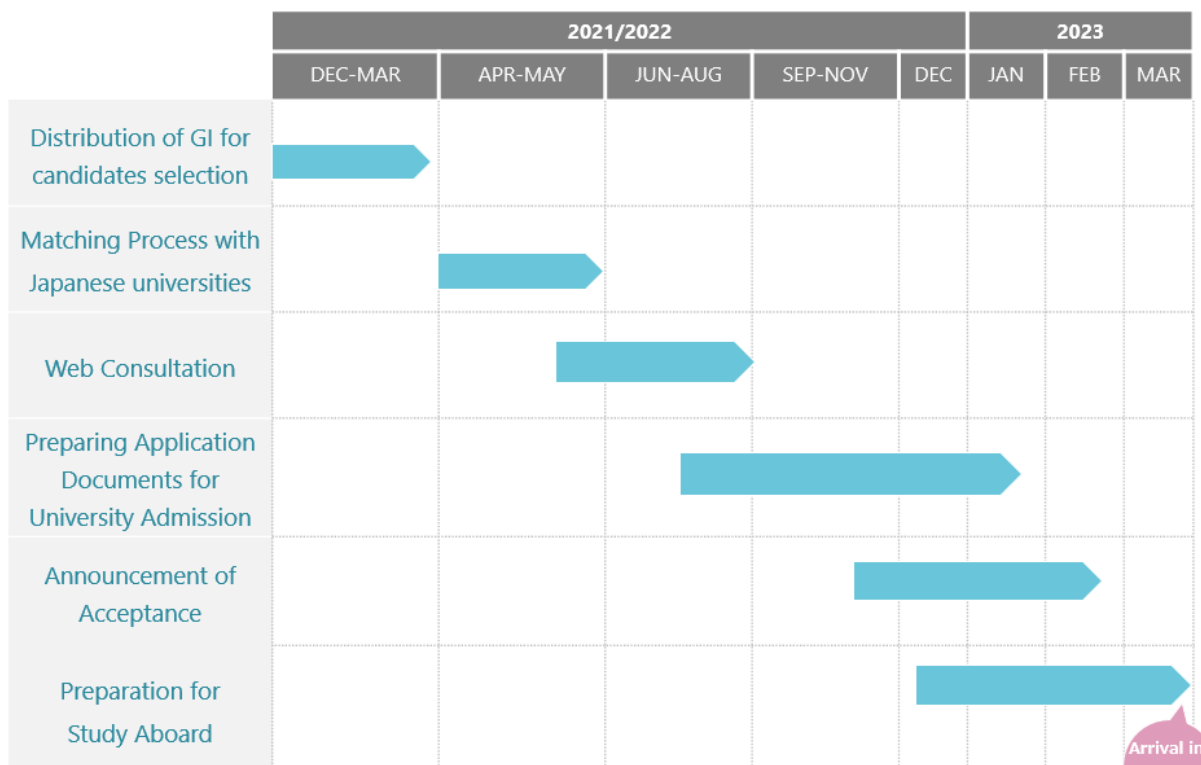 2021/2022
2023
DEC-MAR
APR-MAY
JUN-AUG
SEP-NOV
DEC
JAN
FEB
MAR
Distribution of GI for
candidates selection
Matching Process with
Japanese universities
Web Consultation
Preparing Application
Documents for
University Admission
Announcement of
Acceptance
Preparation for
Study Aboard
Arrival in